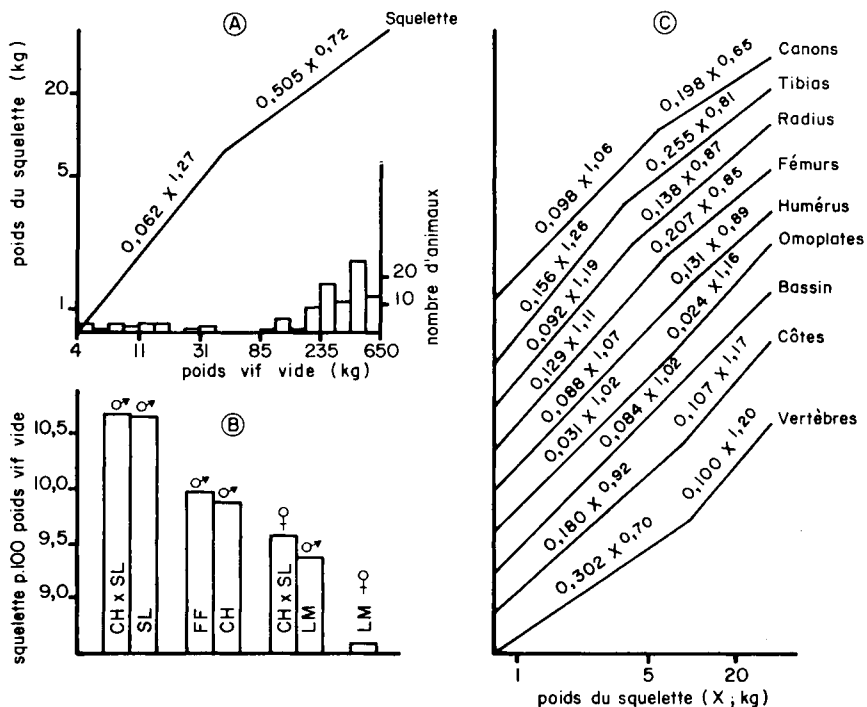 A
Squelette
poids du squelette (kg)
20
5
1
0,062 X 1,27
0,505 X 0,72
nombre d'animaux
20
10
4 11 31 85 235 650
poids vif vide (kg)
B
squelette p.100 poids vif vide
10,5
10,0
9,5
9,0
♂ ♂ ♂ ♂ ♀ ♂ ♀
CH x SL
SL
FF
CH
CH x SL
LM
LM
C
Canons
Tibias
Radius
Fémurs
Humérus
Omoplates
Bassin
Côtes
Vertèbres
0,098 X 1,06
0,198 X 0,65
0,156 X 1,26
0,255 X 0,81
0,092 X 1,19
0,138 X 0,87
0,129 X 1,11
0,207 X 0,85
0,088 X 1,07
0,131 X 0,89
0,031 X 1,02
0,024 X 1,16
0,084 X 1,02
0,180 X 0,92
0,107 X 1,17
0,302 X 0,70
0,100 X 1,20
1 5 20
poids du squelette (X ; kg)